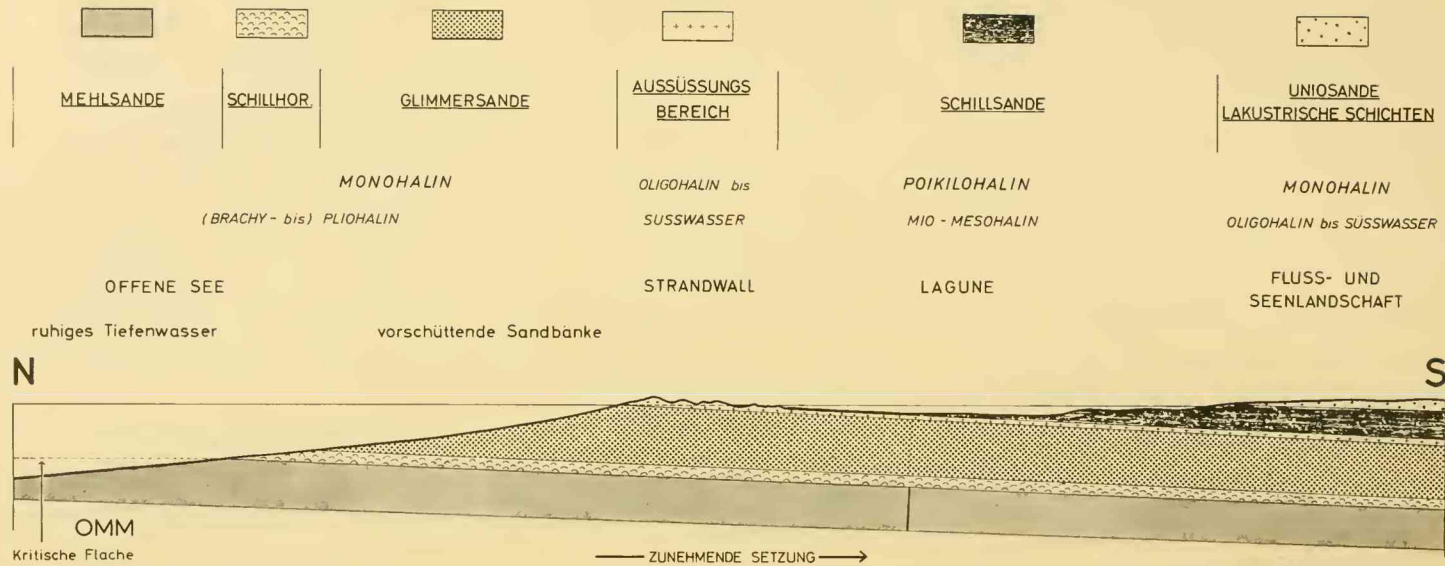 MEHLSANDE
SCHILLHOR.
GLIMMERSANDE
AUSSÜSSUNGS
BEREICH
SCHILLSANDE
UNIOSANDE
LAKUSTRISCHE SCHICHTEN
MONOHALIN
(BRACHY- bis) PLIOHALIN
OLIGOHALIN bis
SUSSWASSER
POIKILOHALIN
MIO - MESOHALIN
MONOHALIN
OLIGOHALIN bis SÜSSWASSER
OFFENE SEE
STRANDWALL
LAGUNE
FLUSS- UND
SEENLANDSCHAFT
ruhiges Tiefenwasser
vorschüttende Sandbänke
N
S
OMM
Kritische Flache
ZUNEHMENDE SETZUNG